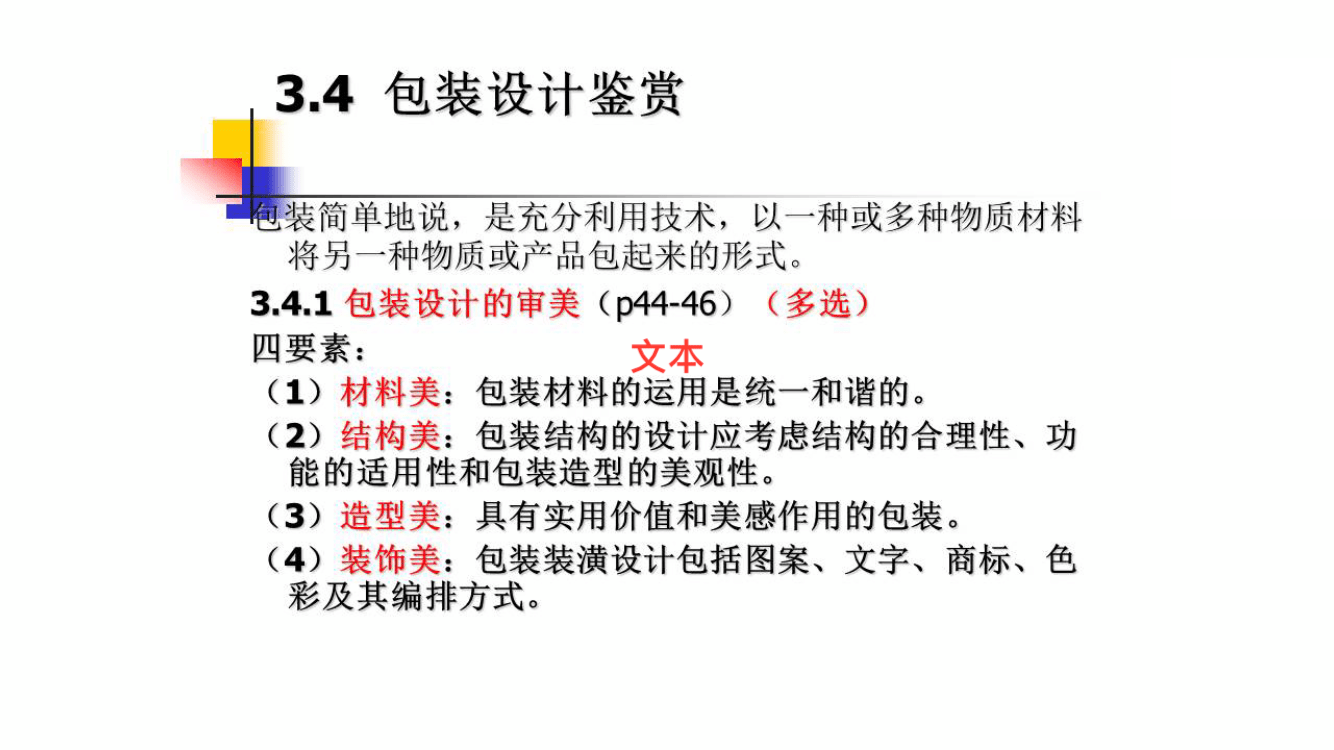 3.4 包装设计鉴赏
包装简单地说，是充分利用技术，以一种或多种物质材料
将另一种物质或产品包起来的形式。
3.4.1 包装设计的审美（p44-46）（多选）
四要素：
文本
（1）材料美：包装材料的运用是统一和谐的。
（2）结构美：包装结构的设计应考虑结构的合理性、功
能的适用性和包装造型的美观性。
（3）造型美：具有实用价值和美感作用的包装。
（4）装饰美：包装装潢设计包括图案、文字、商标、色
彩及其编排方式。